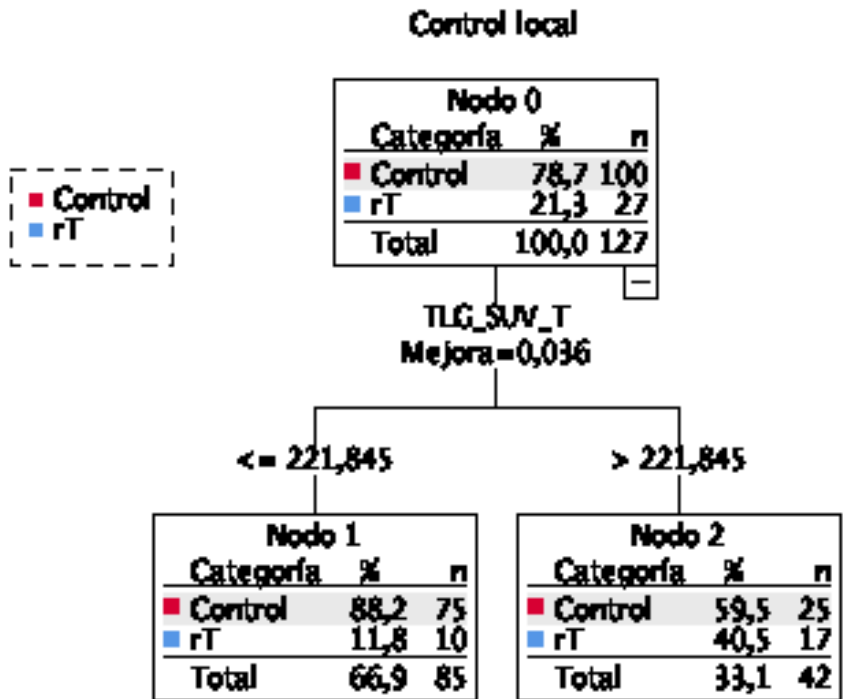 Control local
Nodo 0
Categoría % n
Control 78,7 100
rT 21,3 27
Total 100,0 127
Control
rT
TLG_SUV_T
Mejora=0,036
<= 221,845
> 221,845
Nodo 1
Categoría % n
Control 88,2 75
rT 11,8 10
Total 66,9 85
Nodo 2
Categoría % n
Control 59,5 25
rT 40,5 17
Total 33,1 42